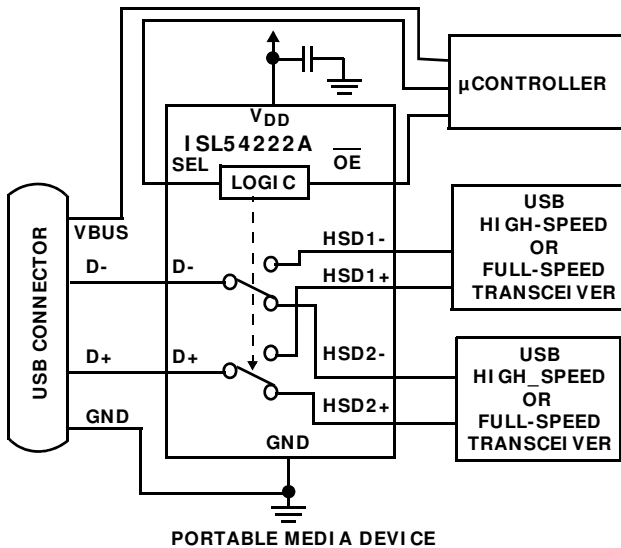 µCONTROLLER
VDD
ISL54222A
SEL
OE
LOGIC
USB CONNECTOR
VBUS
D-
D-
D+
D+
GND
HSD1-
HSD1+
HSD2-
HSD2+
GND
USB
HIGH-SPEED
OR
FULL-SPEED
TRANSCEIVER
USB
HIGH_SPEED
OR
FULL-SPEED
TRANSCEIVER
PORTABLE MEDIA DEVICE